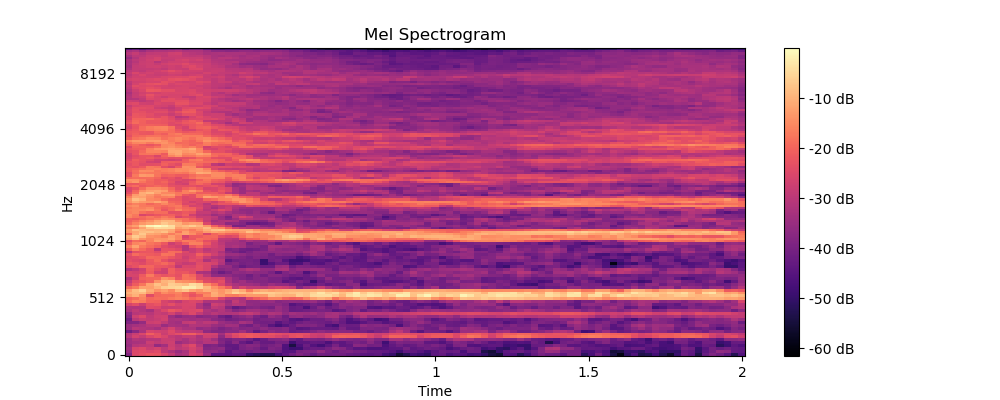 Mel Spectrogram
8192
4096
2048
1024
512
0
Hz
0
0.5
1
1.5
2
Time
-10 dB
-20 dB
-30 dB
-40 dB
-50 dB
-60 dB